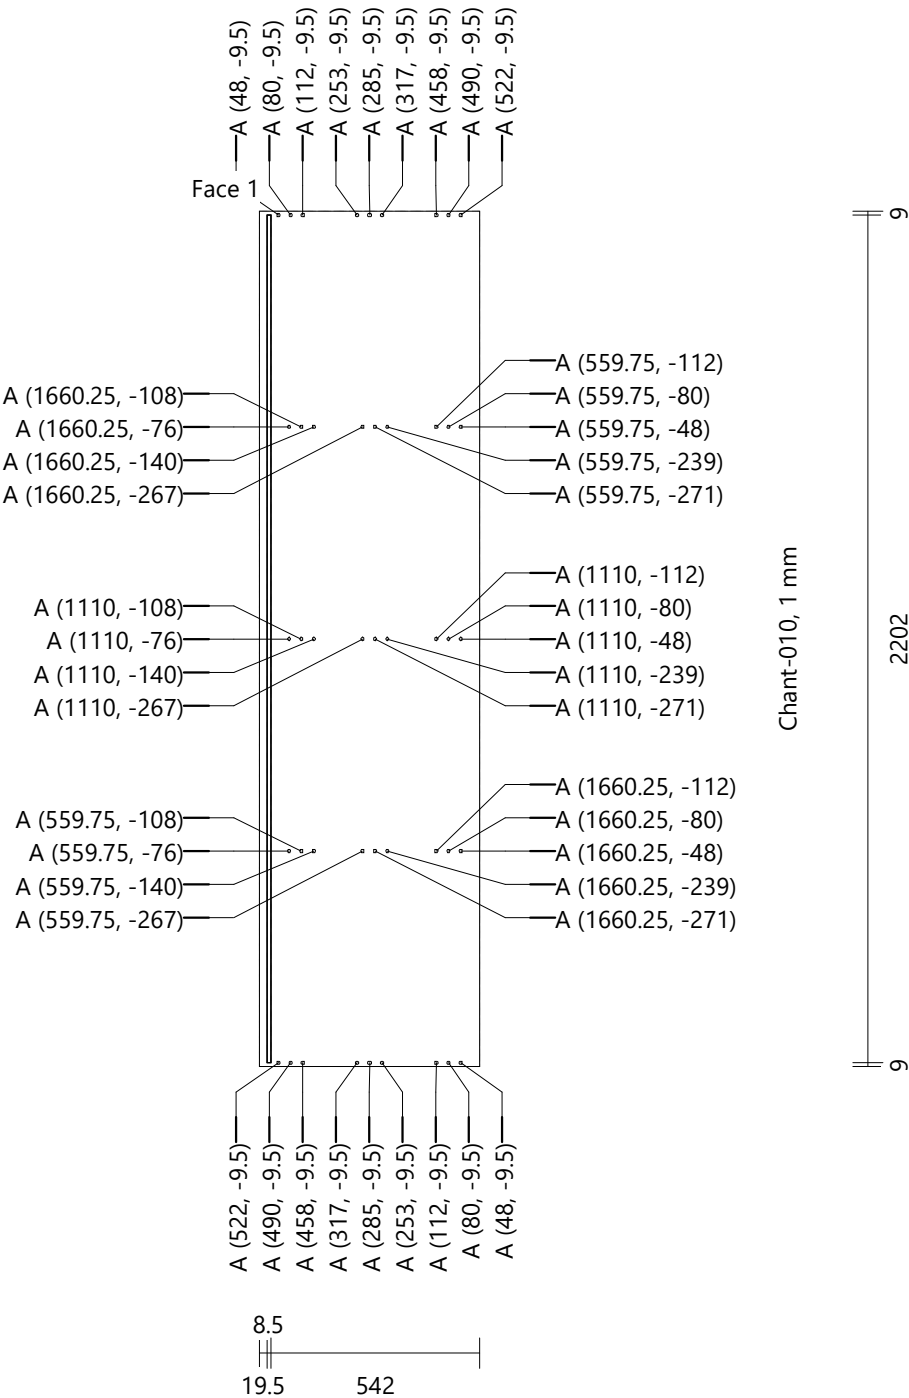 A (48, -9.5)
A (80, -9.5)
A (112, -9.5)
A (253, -9.5)
A (285, -9.5)
A (317, -9.5)
A (458, -9.5)
A (490, -9.5)
A (522, -9.5)
Face 1
9
A (1660.25, -108)
A (1660.25, -76)
A (1660.25, -140)
A (1660.25, -267)
A (559.75, -112)
A (559.75, -80)
A (559.75, -48)
A (559.75, -239)
A (559.75, -271)
A (1110, -108)
A (1110, -76)
A (1110, -140)
A (1110, -267)
A (1110, -112)
A (1110, -80)
A (1110, -48)
A (1110, -239)
A (1110, -271)
Chant-010, 1 mm
2202
A (559.75, -108)
A (559.75, -76)
A (559.75, -140)
A (559.75, -267)
A (1660.25, -112)
A (1660.25, -80)
A (1660.25, -48)
A (1660.25, -239)
A (1660.25, -271)
9
A (522, -9.5)
A (490, -9.5)
A (458, -9.5)
A (317, -9.5)
A (285, -9.5)
A (253, -9.5)
A (112, -9.5)
A (80, -9.5)
A (48, -9.5)
8.5
19.5
542